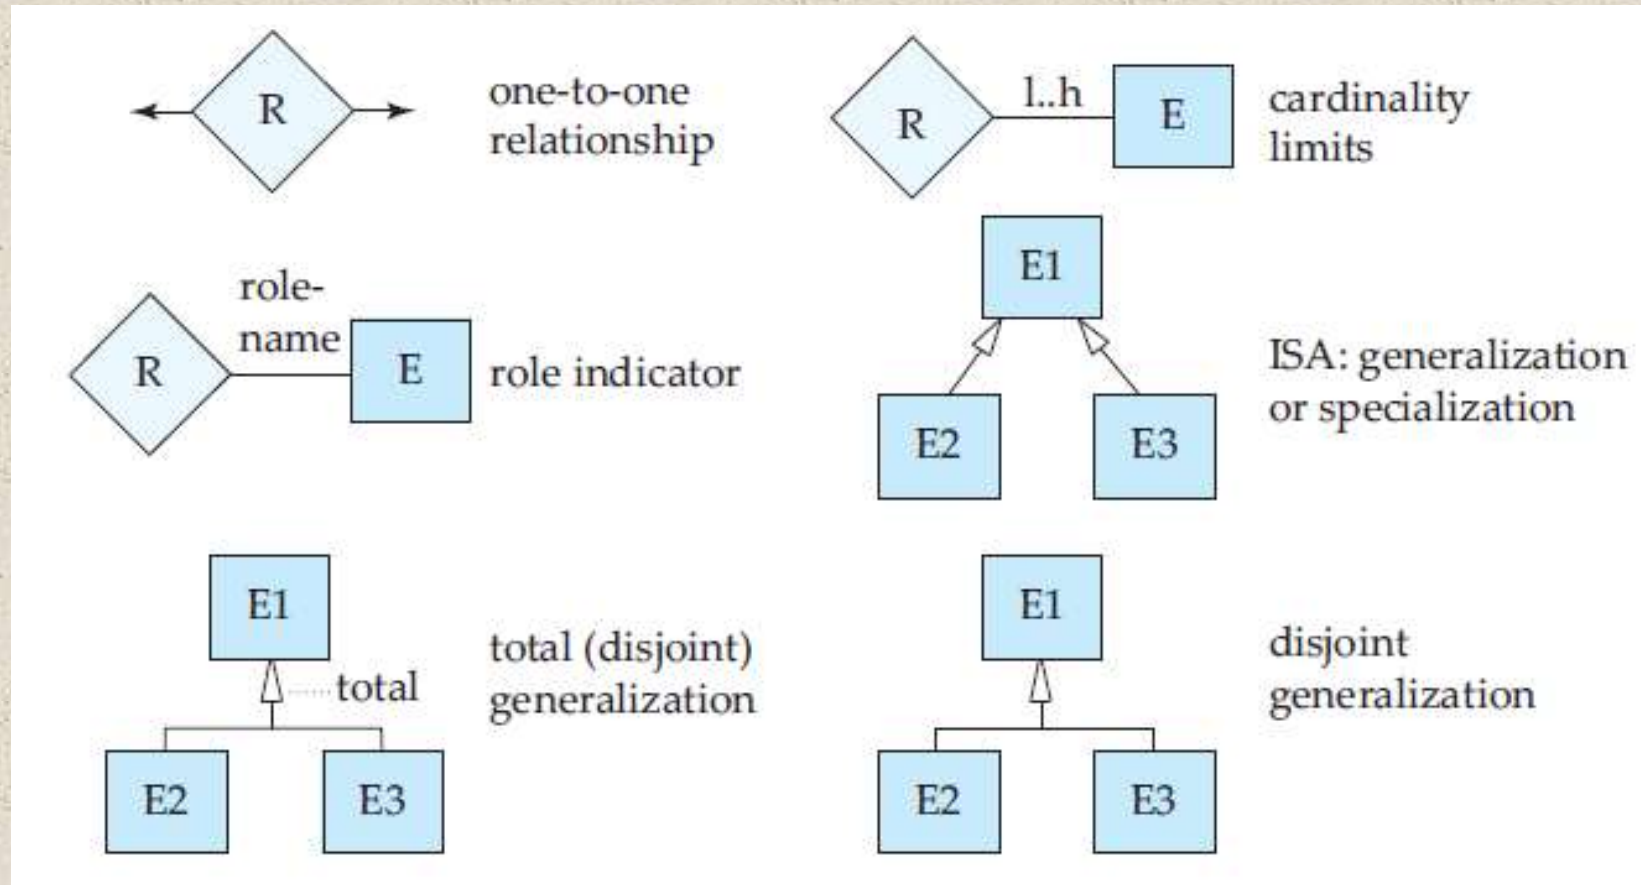 R
one-to-one
relationship
R
l..h
E
cardinality
limits
role-
name
R
E
role indicator
E1
E2
E3
ISA: generalization
or specialization
E1
total
E2
E3
total (disjoint)
generalization
E1
E2
E3
disjoint
generalization